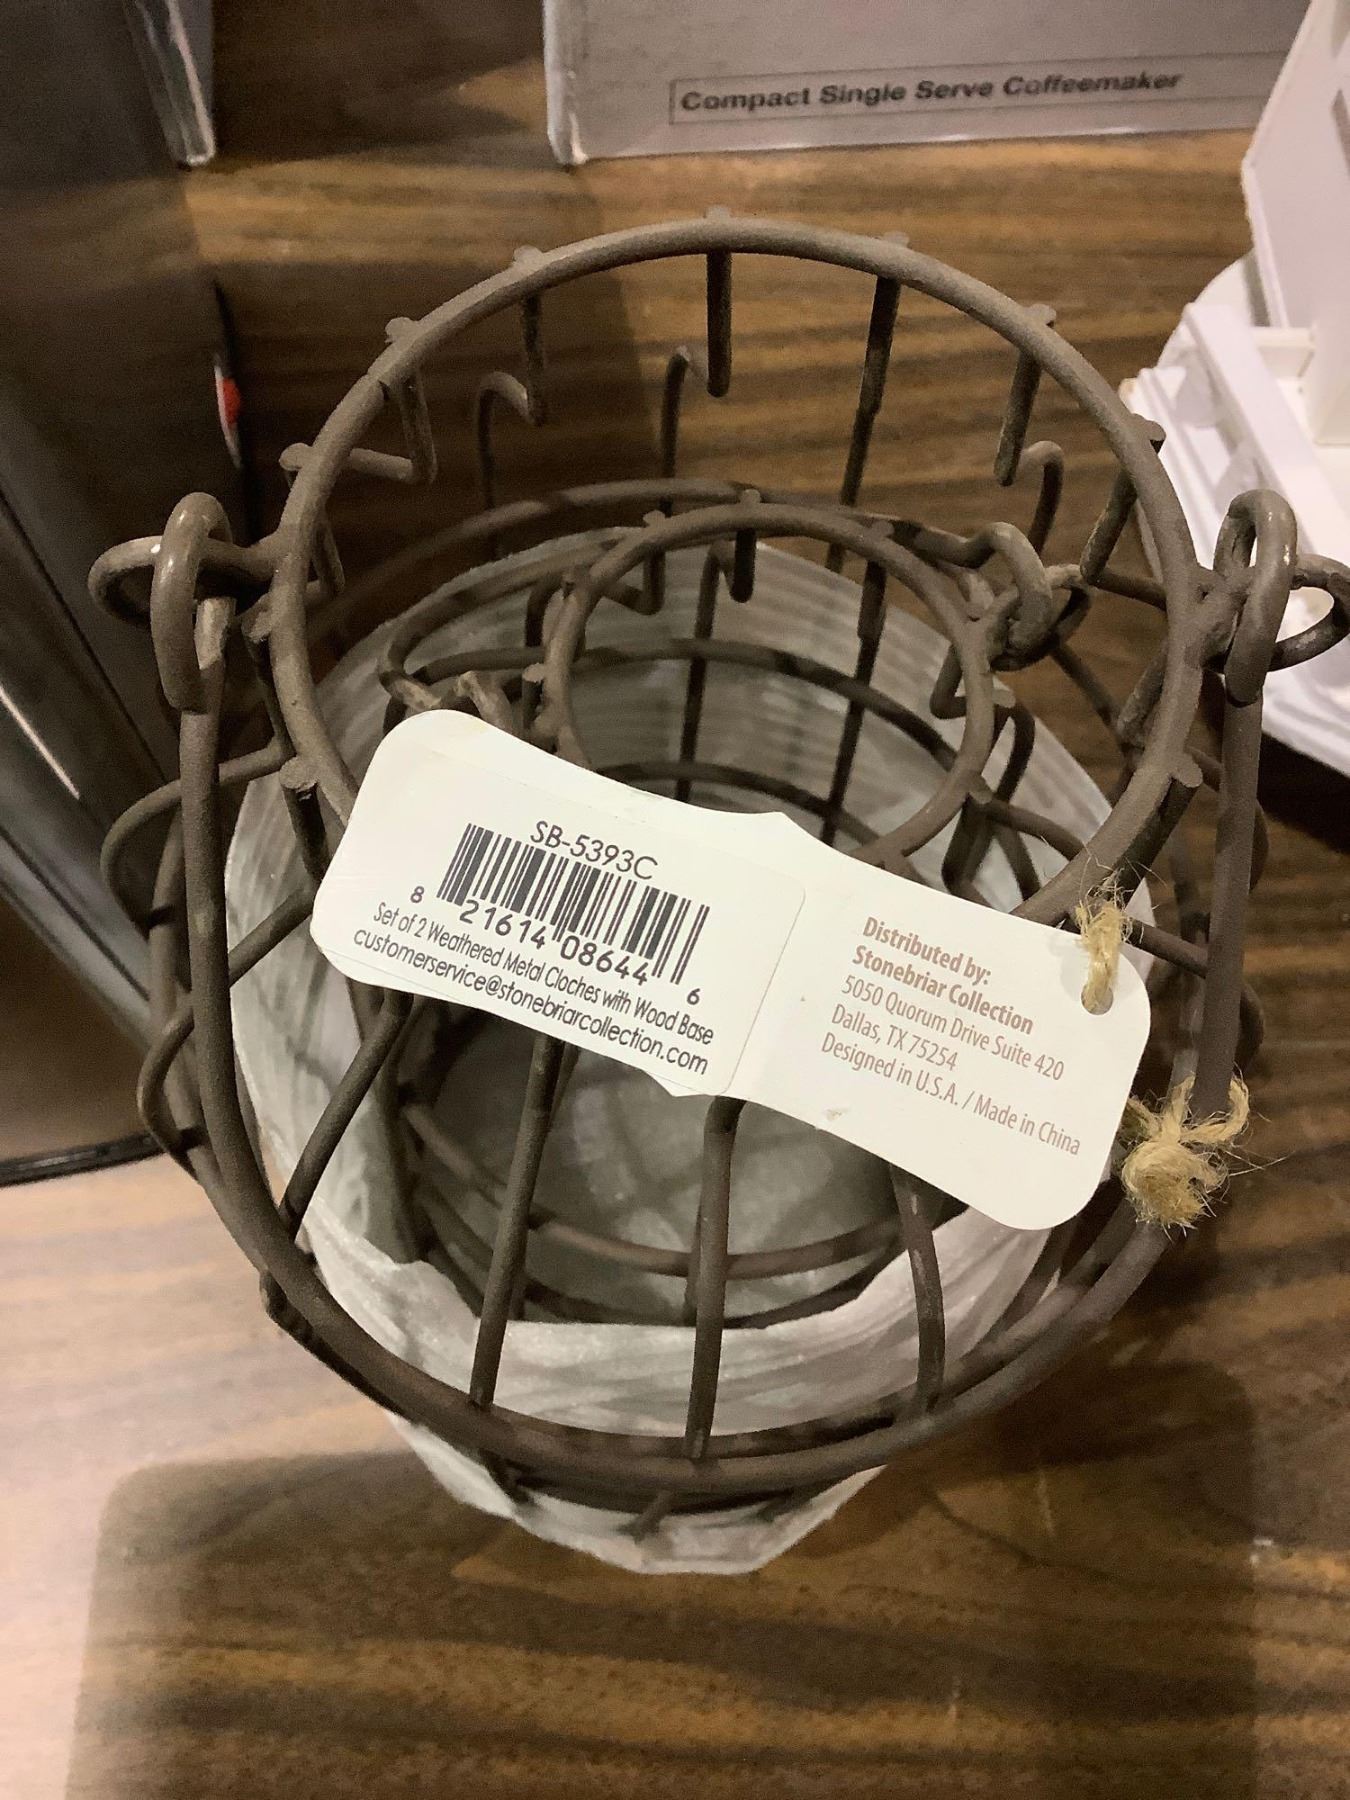 Compact Single Serve Coffeemaker
SB-5393C
8 21614 08644 6
Set of 2 Weathered Metal Cloches with Wood Base
customerservice@stonebriarcollection.com
Distributed by:
Stonebriar Collection
5050 Quorum Drive Suite 420
Dallas, TX 75254
Designed in U.S.A. / Made in China